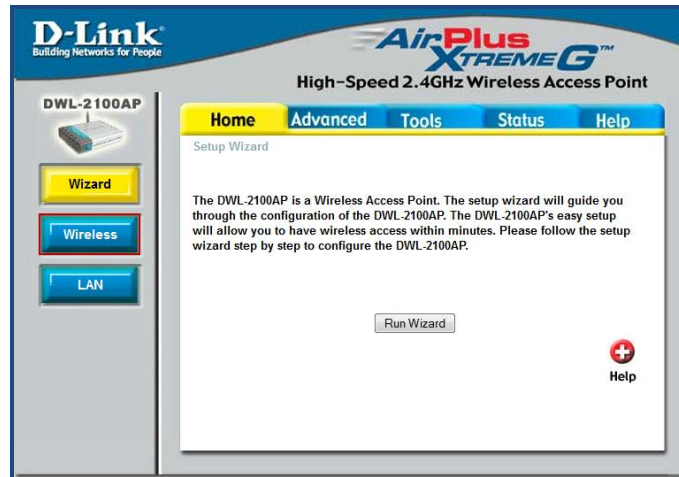 D-Link®
Building Networks for People
AirPlus
XTREME G™
High-Speed 2.4GHz Wireless Access Point
DWL-2100AP
Home Advanced Tools Status Help
Wizard
Wireless
LAN
Setup Wizard
The DWL-2100AP is a Wireless Access Point. The setup wizard will guide you
through the configuration of the DWL-2100AP. The DWL-2100AP's easy setup
will allow you to have wireless access within minutes. Please follow the setup
wizard step by step to configure the DWL-2100AP.
Run Wizard
Help